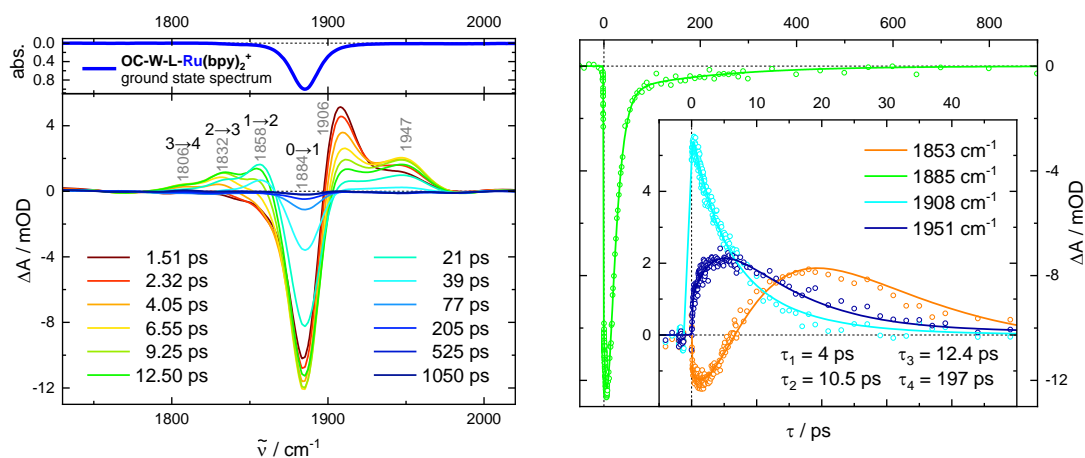 1800 1900 2000
abs.
0.0
0.4
0.8
OC-W-L-Ru(bpy)₂⁺
ground state spectrum
4
0
-4
-8
-12
ΔA / mOD
3→4
1806
2→3
1832
1→2
1858
0→1
1884
1906
1947
1.51 ps
2.32 ps
4.05 ps
6.55 ps
9.25 ps
12.50 ps
21 ps
39 ps
77 ps
205 ps
525 ps
1050 ps
1800 1900 2000
ν̃ / cm⁻¹
0 200 400 600 800
0
-4
-8
-12
ΔA / mOD
0 10 20 30 40
4
2
0
1853 cm⁻¹
1885 cm⁻¹
1908 cm⁻¹
1951 cm⁻¹
τ₁ = 4 ps τ₃ = 12.4 ps
τ₂ = 10.5 ps τ₄ = 197 ps
τ / ps